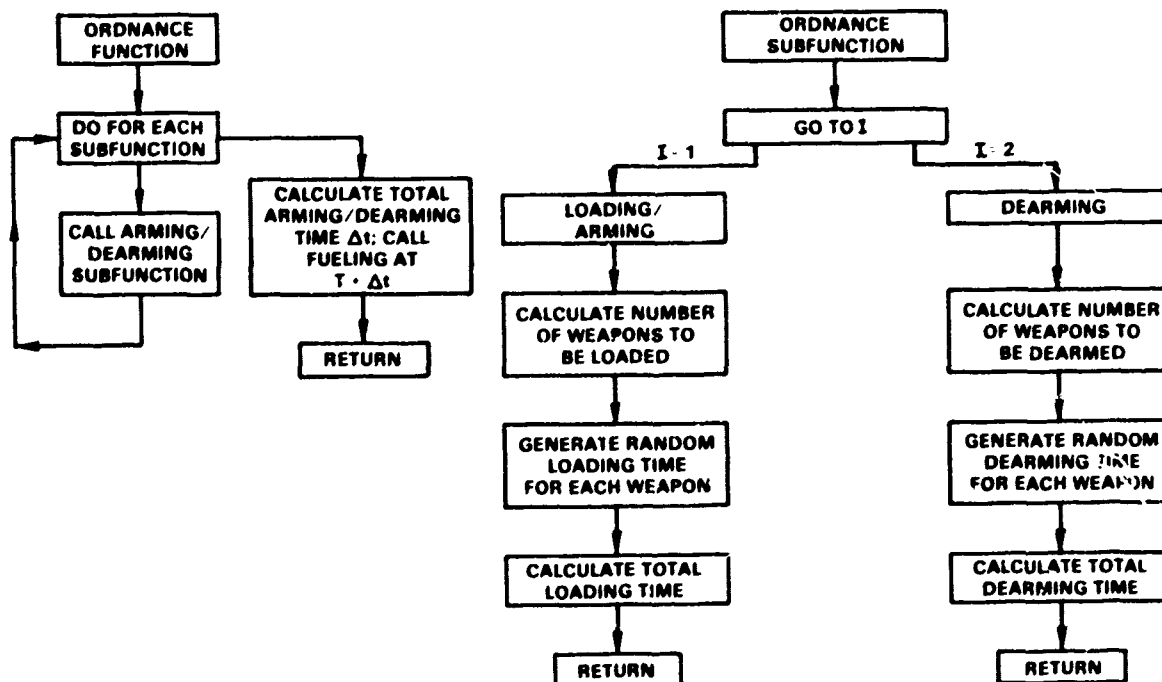 ORDNANCE
FUNCTION
DO FOR EACH
SUBFUNCTION
CALL ARMING/
DEARMING
SUBFUNCTION
CALCULATE TOTAL
ARMING/DEARMING
TIME Δt; CALL
FUELING AT
T · Δt
RETURN
ORDNANCE
SUBFUNCTION
GO TO I
I - 1
LOADING/
ARMING
CALCULATE NUMBER
OF WEAPONS TO
BE LOADED
GENERATE RANDOM
LOADING TIME
FOR EACH WEAPON
CALCULATE TOTAL
LOADING TIME
RETURN
I - 2
DEARMING
CALCULATE NUMBER
OF WEAPONS TO
BE DEARMED
GENERATE RANDOM
DEARMING TIME
FOR EACH WEAPON
CALCULATE TOTAL
DEARMING TIME
RETURN